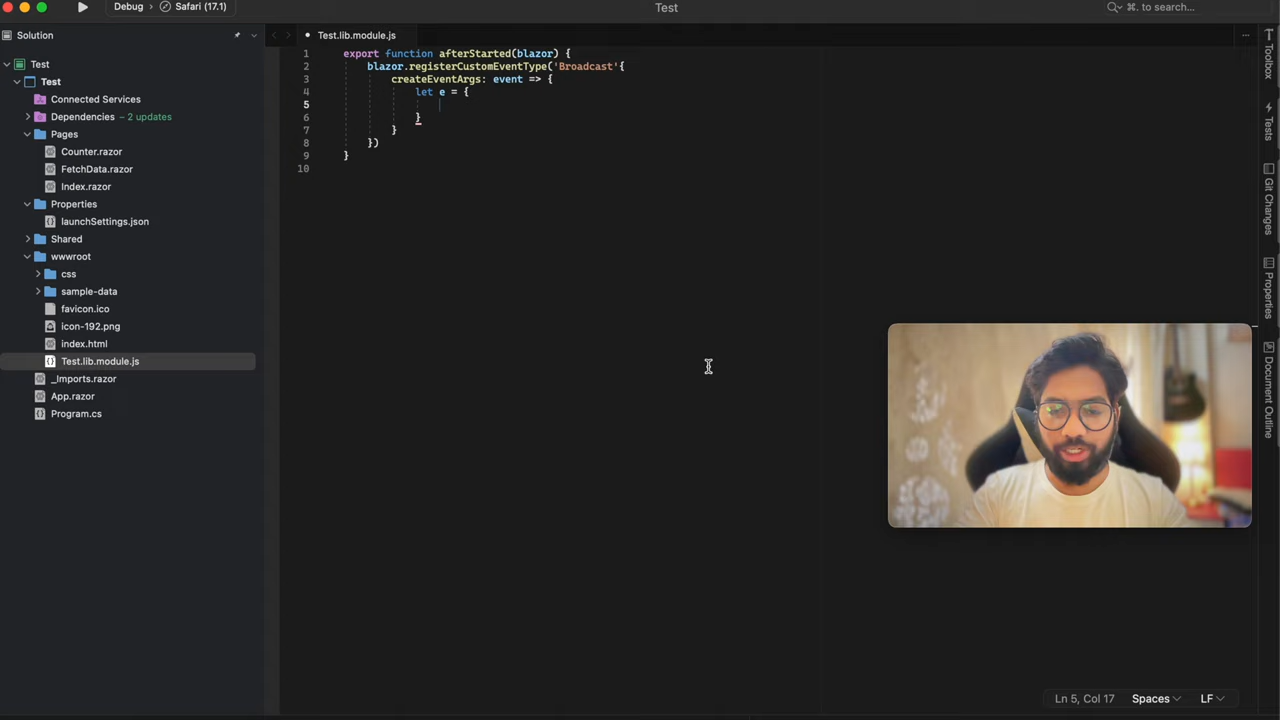 Debug › Safari (17.1)
Test
⌘. to search...
Solution
Test.lib.module.js
Test
Test
Connected Services
Dependencies – 2 updates
Pages
Counter.razor
FetchData.razor
Index.razor
Properties
launchSettings.json
Shared
wwwroot
css
sample-data
favicon.ico
icon-192.png
index.html
Test.lib.module.js
_Imports.razor
App.razor
Program.cs
1 export function afterStarted(blazor) {
2 blazor.registerCustomEventType('Broadcast'{
3 createEventArgs: event => {
4 let e = {
5
6 }
7 }
8 })
9 }
10
Toolbox
Tests
Git Changes
Properties
Document Outline
Ln 5, Col 17 Spaces LF